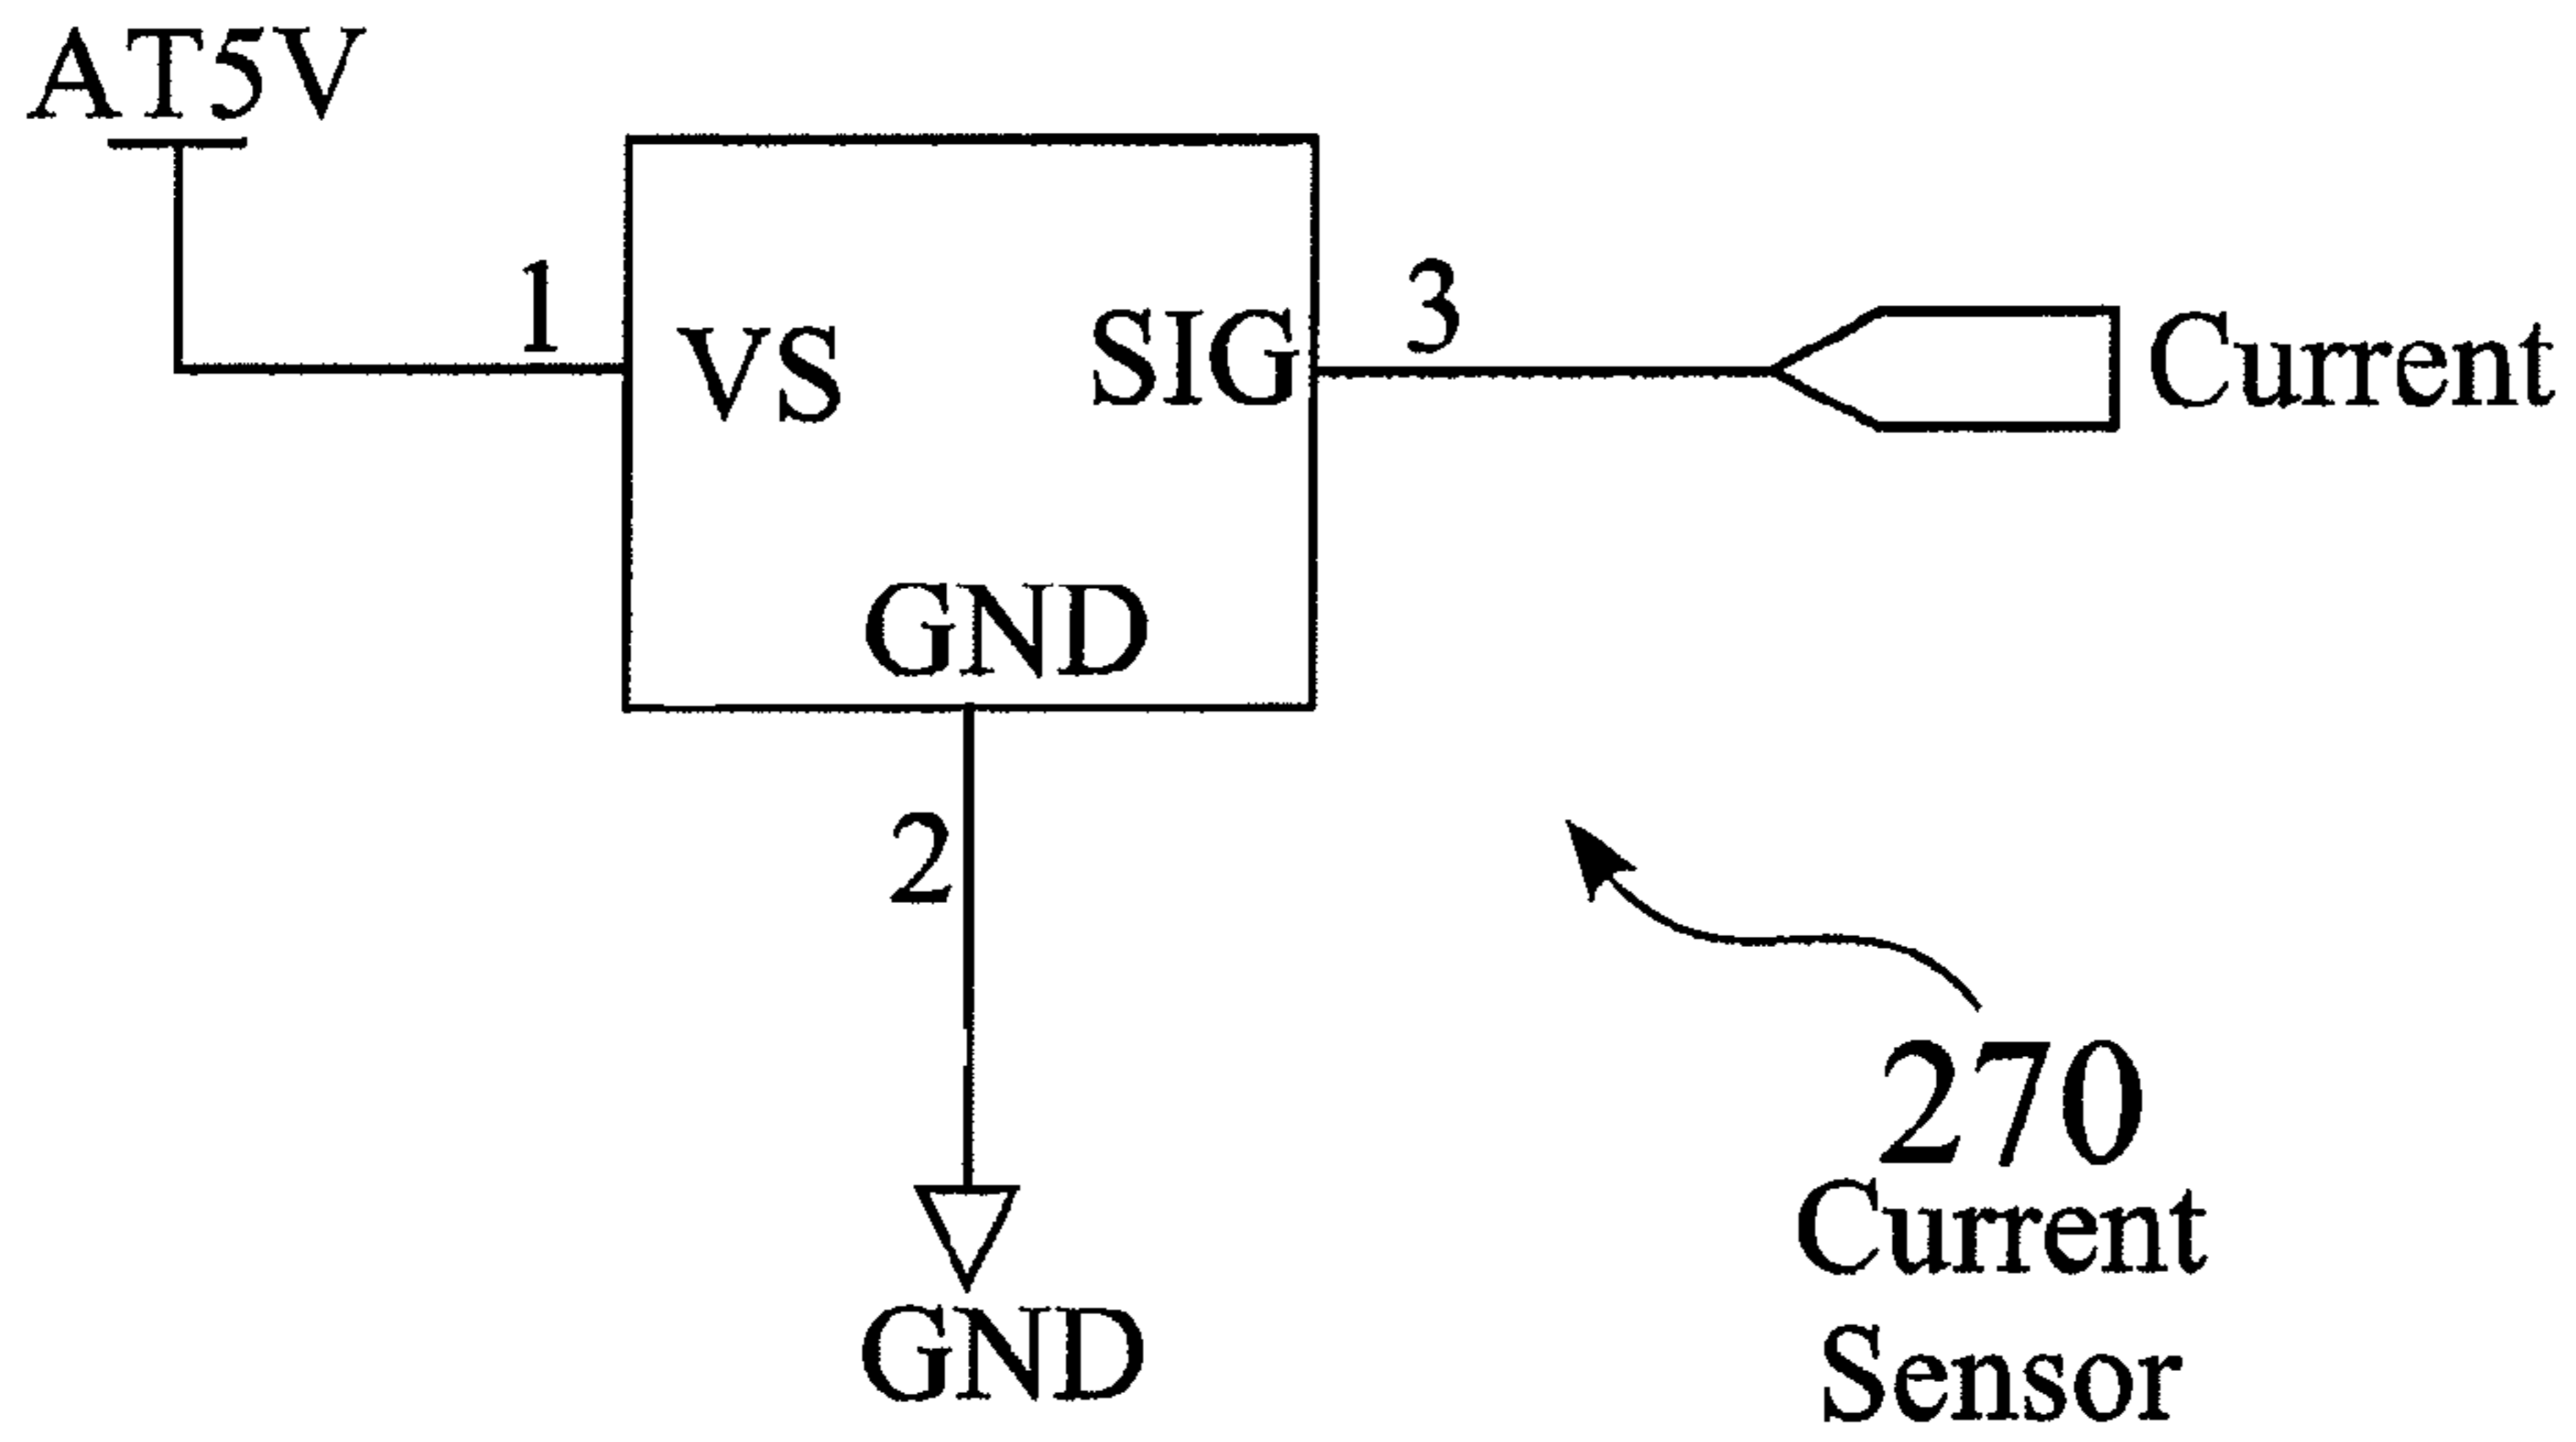 AT5V
1
VS
SIG
3
Current
GND
2
GND
270
Current
Sensor